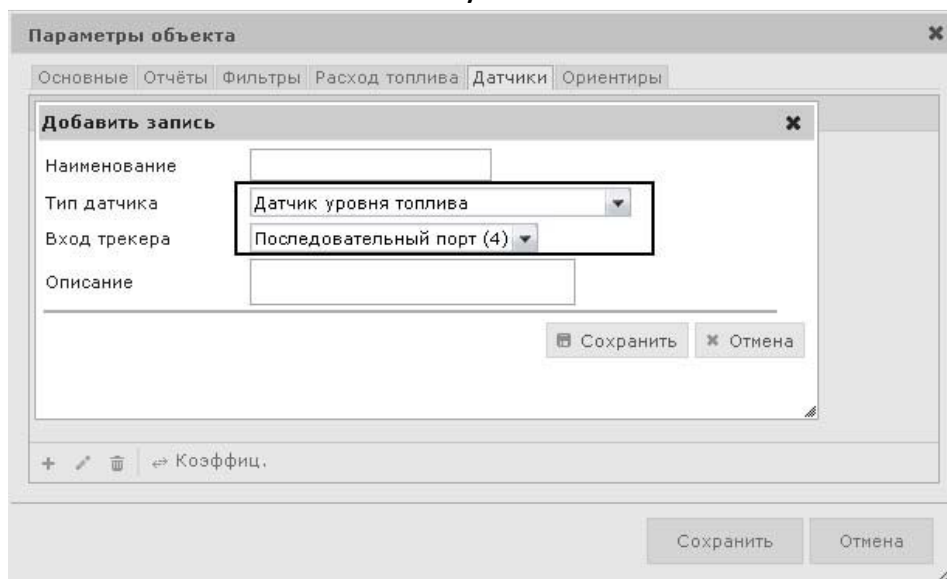 Параметры объекта
Основные Отчёты Фильтры Расход топлива Датчики Ориентиры
Добавить запись
Наименование
Тип датчика Датчик уровня топлива
Вход трекера Последовательный порт (4)
Описание
Сохранить Отмена
Коэффиц.
Сохранить Отмена